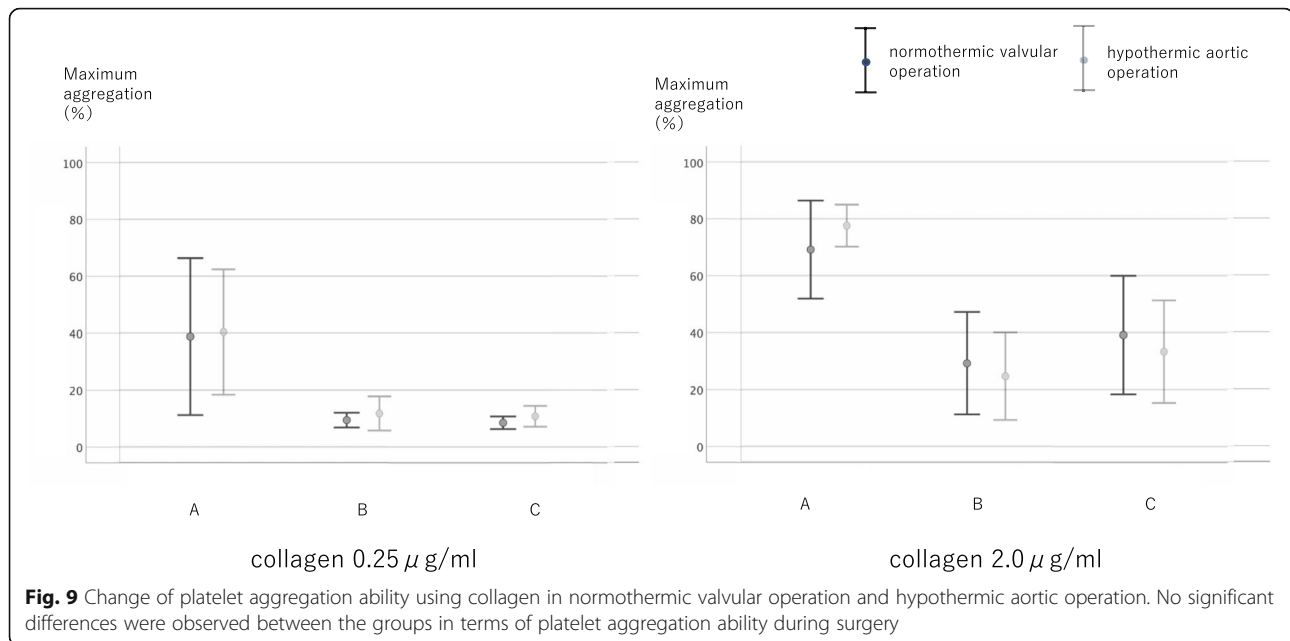 normothermic valvular
operation
hypothermic aortic
operation
Maximum
aggregation
(%)
100
80
60
40
20
0
A B C
collagen 0.25 μg/ml
Maximum
aggregation
(%)
100
80
60
40
20
0
A B C
collagen 2.0 μg/ml
Fig. 9 Change of platelet aggregation ability using collagen in normothermic valvular operation and hypothermic aortic operation. No significant
differences were observed between the groups in terms of platelet aggregation ability during surgery